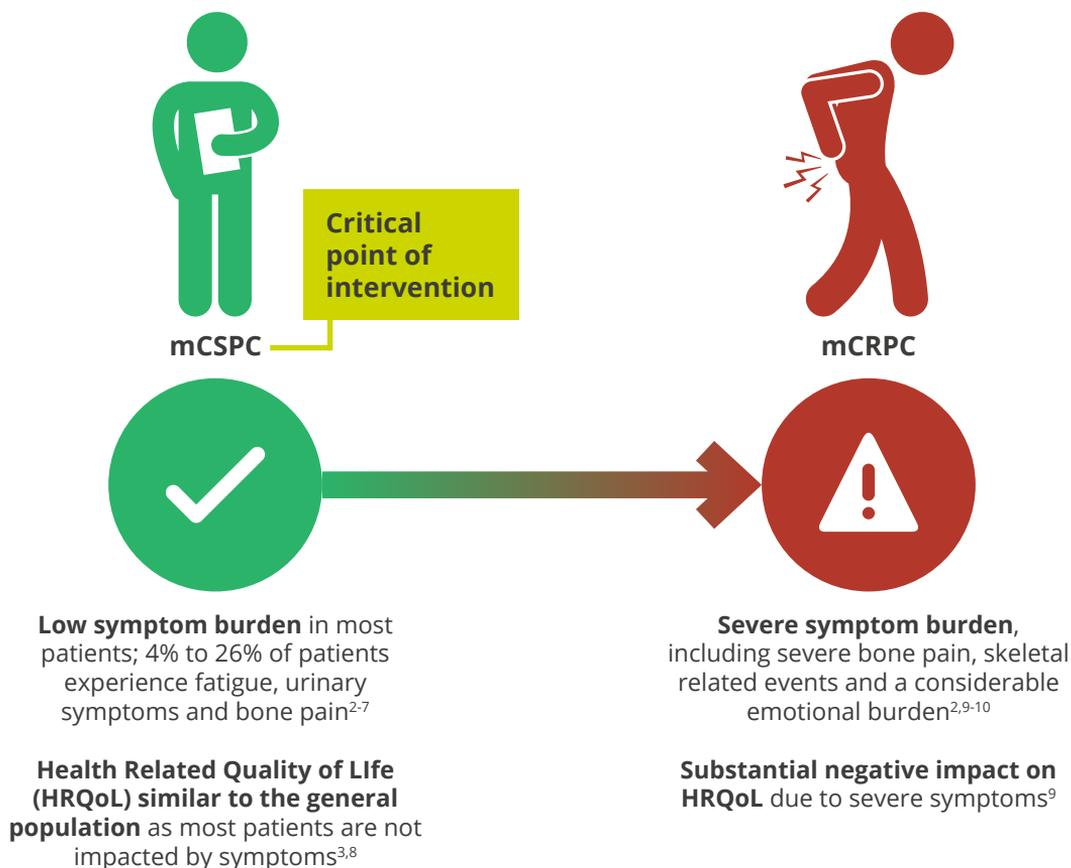 Critical
point of
intervention
mCSPC
mCRPC
Low symptom burden in most
patients; 4% to 26% of patients
experience fatigue, urinary
symptoms and bone pain2-7
Health Related Quality of LIfe
(HRQoL) similar to the general
population as most patients are not
impacted by symptoms3,8
Severe symptom burden,
including severe bone pain, skeletal
related events and a considerable
emotional burden2,9-10
Substantial negative impact on
HRQoL due to severe symptoms9